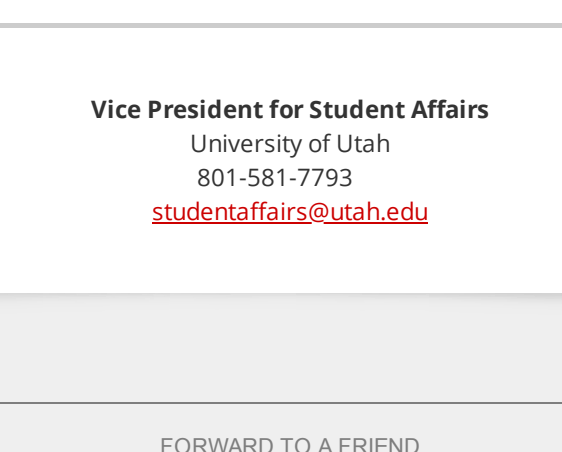 Vice President for Student Affairs
University of Utah
801-581-7793
studentaffairs@utah.edu
FORWARD TO A FRIEND